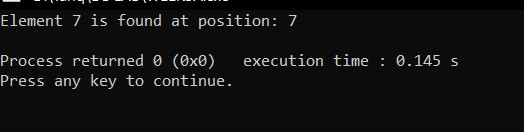 Element 7 is found at position: 7
Process returned 0 (0x0)   execution time : 0.145 s
Press any key to continue.